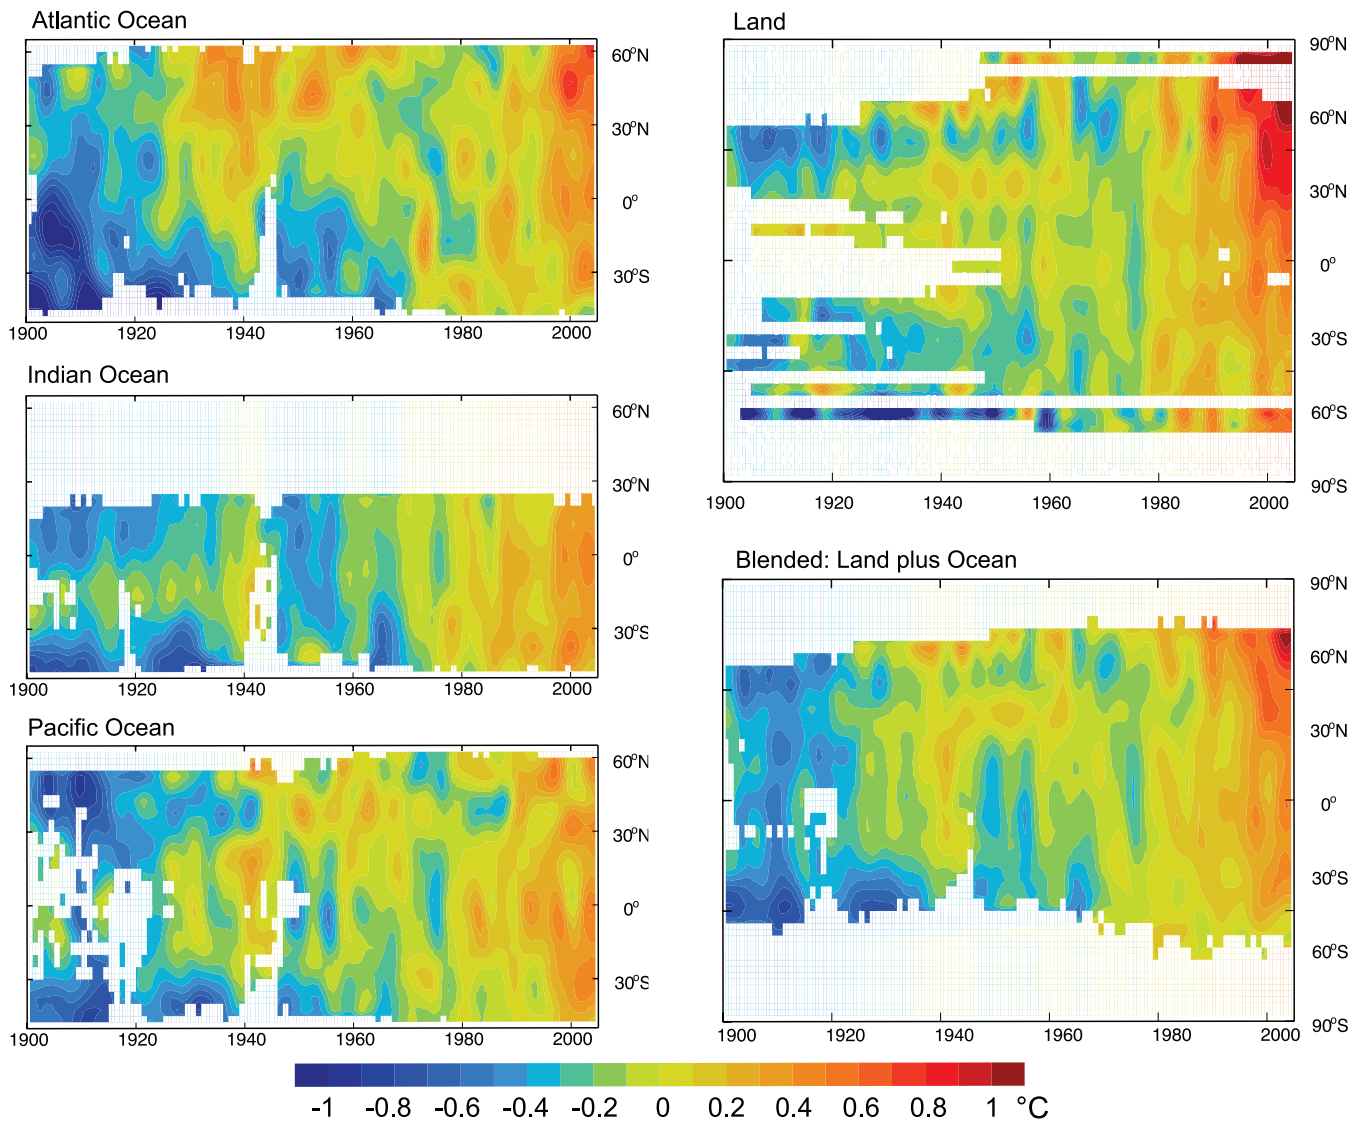 Atlantic Ocean
60°N
30°N
0°
30°S
1900 1920 1940 1960 1980 2000
Indian Ocean
60°N
30°N
0°
30°S
1900 1920 1940 1960 1980 2000
Pacific Ocean
60°N
30°N
0°
30°S
1900 1920 1940 1960 1980 2000
Land
90°N
60°N
30°N
0°
30°S
60°S
90°S
1900 1920 1940 1960 1980 2000
Blended: Land plus Ocean
90°N
60°N
30°N
0°
30°S
60°S
90°S
1900 1920 1940 1960 1980 2000
-1 -0.8 -0.6 -0.4 -0.2 0 0.2 0.4 0.6 0.8 1 °C